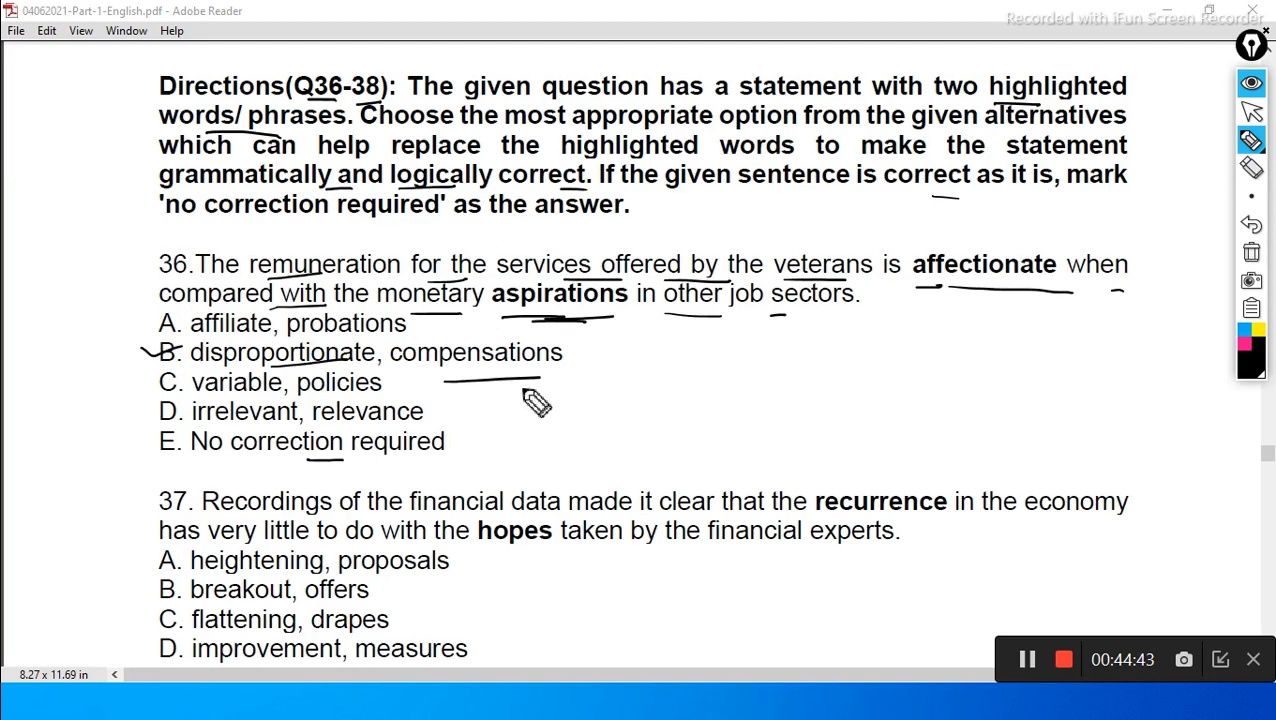 04062021-Part-1-English.pdf - Adobe Reader
Recorded with iFun Screen Recorder
File Edit View Window Help
Directions(Q36-38): The given question has a statement with two highlighted
words/ phrases. Choose the most appropriate option from the given alternatives
which can help replace the highlighted words to make the statement
grammatically and logically correct. If the given sentence is correct as it is, mark
'no correction required' as the answer.
36.The remuneration for the services offered by the veterans is affectionate when
compared with the monetary aspirations in other job sectors.
A. affiliate, probations
B. disproportionate, compensations
C. variable, policies
D. irrelevant, relevance
E. No correction required
37. Recordings of the financial data made it clear that the recurrence in the economy
has very little to do with the hopes taken by the financial experts.
A. heightening, proposals
B. breakout, offers
C. flattening, drapes
D. improvement, measures
8.27 x 11.69 in
00:44:43